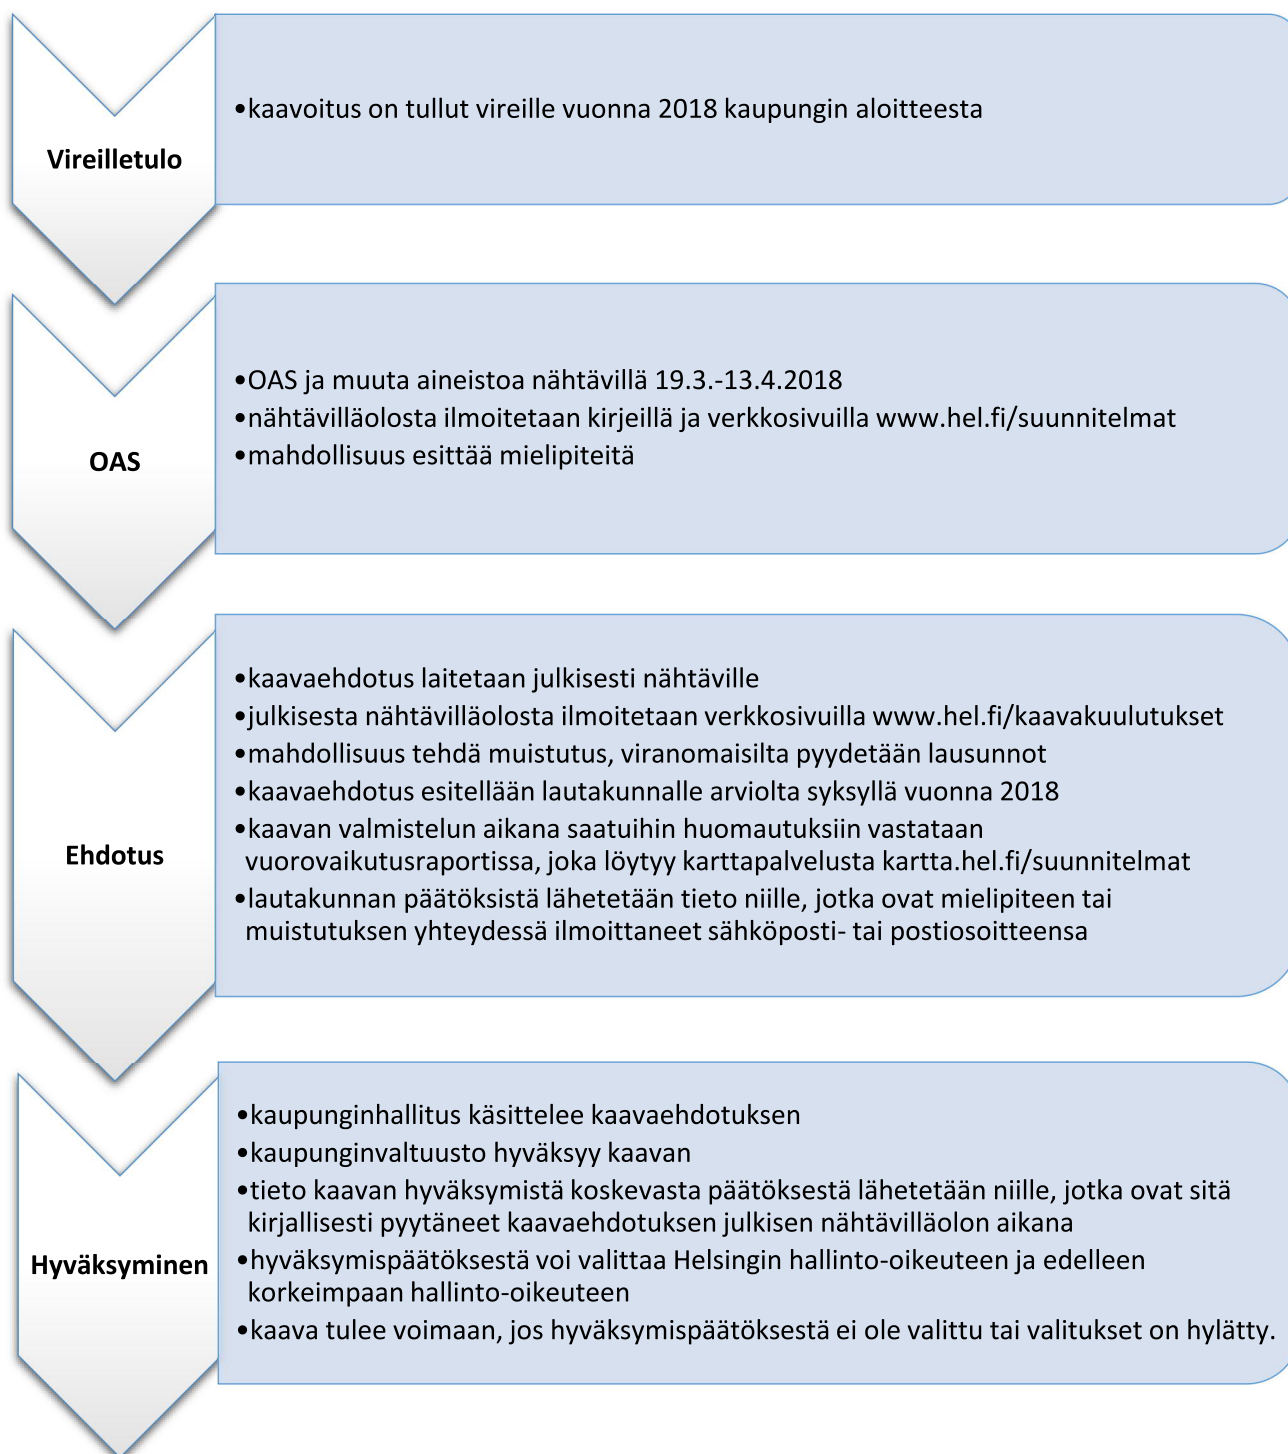 Vireilletulo
•kaavoitus on tullut vireille vuonna 2018 kaupungin aloitteesta
OAS
•OAS ja muuta aineistoa nähtävillä 19.3.-13.4.2018
•nähtävilläolosta ilmoitetaan kirjeillä ja verkkosivuilla www.hel.fi/suunnitelmat
•mahdollisuus esittää mielipiteitä
Ehdotus
•kaavaehdotus laitetaan julkisesti nähtäville
•julkisesta nähtävilläolosta ilmoitetaan verkkosivuilla www.hel.fi/kaavakuulutukset
•mahdollisuus tehdä muistutus, viranomaisilta pyydetään lausunnot
•kaavaehdotus esitellään lautakunnalle arviolta syksyllä vuonna 2018
•kaavan valmistelun aikana saatuihin huomautuksiin vastataan
vuorovaikutusraportissa, joka löytyy karttapalvelusta kartta.hel.fi/suunnitelmat
•lautakunnan päätöksistä lähetetään tieto niille, jotka ovat mielipiteen tai
muistutuksen yhteydessä ilmoittaneet sähköposti- tai postiosoitteensa
Hyväksyminen
•kaupunginhallitus käsittelee kaavaehdotuksen
•kaupunginvaltuusto hyväksyy kaavan
•tieto kaavan hyväksymistä koskevasta päätöksestä lähetetään niille, jotka ovat sitä
kirjallisesti pyytäneet kaavaehdotuksen julkisen nähtävilläolon aikana
•hyväksymispäätöksestä voi valittaa Helsingin hallinto-oikeuteen ja edelleen
korkeimpaan hallinto-oikeuteen
•kaava tulee voimaan, jos hyväksymispäätöksestä ei ole valittu tai valitukset on hylätty.